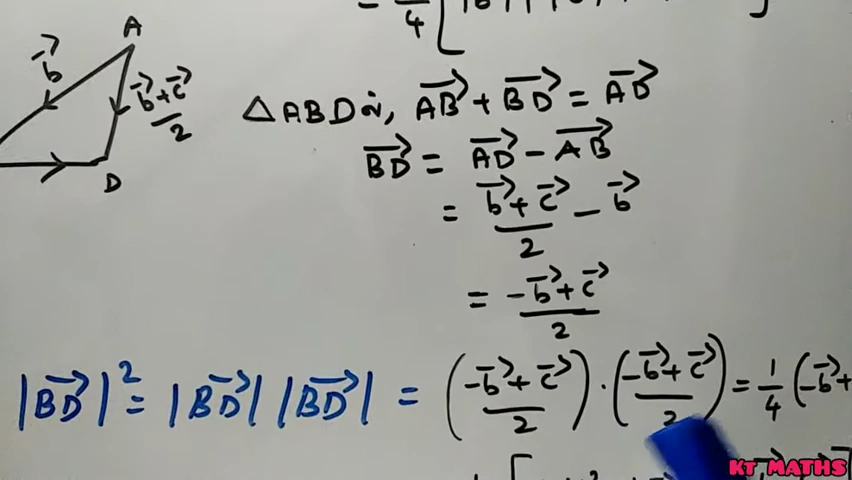 A
→b
(→b + →c)/2
D
△ABD ல், →AB + →BD = →AD
→BD = →AD − →AB
= (→b + →c)/2 − →b
= (−→b + →c)/2
|→BD|² = |→BD| |→BD| = ((−→b + →c)/2) · ((−→b + →c)/2) = 1/4 (−→b +
KT MATHS